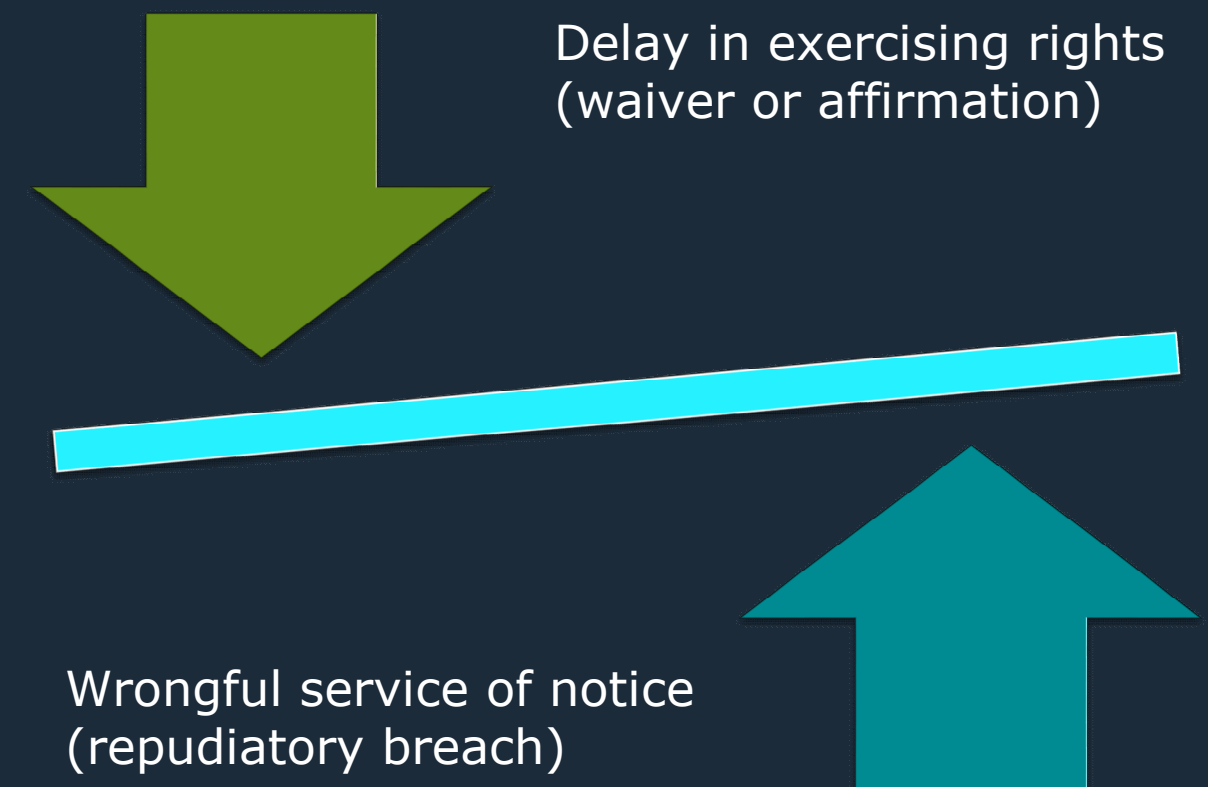 Delay in exercising rights
(waiver or affirmation)
Wrongful service of notice
(repudiatory breach)